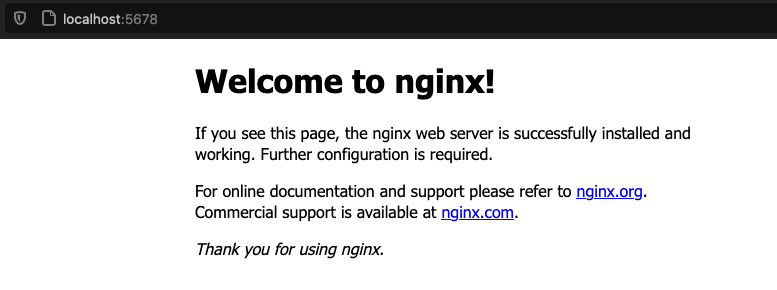 localhost:5678
Welcome to nginx!
If you see this page, the nginx web server is successfully installed and
working. Further configuration is required.
For online documentation and support please refer to nginx.org.
Commercial support is available at nginx.com.
Thank you for using nginx.